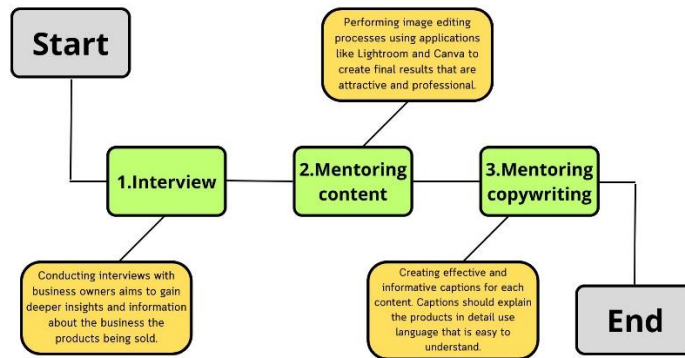 Start
Performing image editing
processes using applications
like Lightroom and Canva to
create final results that are
attractive and professional.
1.Interview
2.Mentoring
content
3.Mentoring
copywriting
Conducting interviews with
business owners aims to gain
deeper insights and information
about the business the
products being sold.
Creating effective and
informative captions for each
content. Captions should explain
the products in detail use
language that is easy to
understand.
End